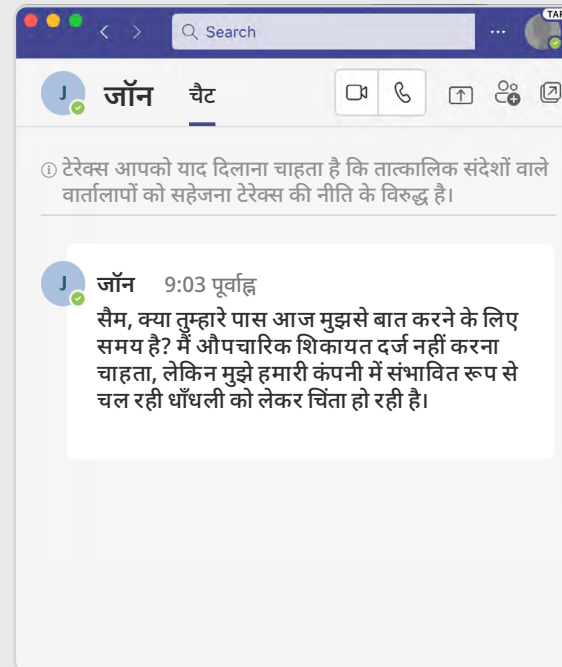 TAR
Search
J
जॉन
चैट
टेरेक्स आपको याद दिलाना चाहता है कि तात्कालिक संदेशों वाले
वार्तालापों को सहेजना टेरेक्स की नीति के विरुद्ध है।
J
जॉन 9:03 पूर्वाह्न
सैम, क्या तुम्हारे पास आज मुझसे बात करने के लिए
समय है? मैं औपचारिक शिकायत दर्ज नहीं करना
चाहता, लेकिन मुझे हमारी कंपनी में संभावित रूप से
चल रही धाँधली को लेकर चिंता हो रही है।